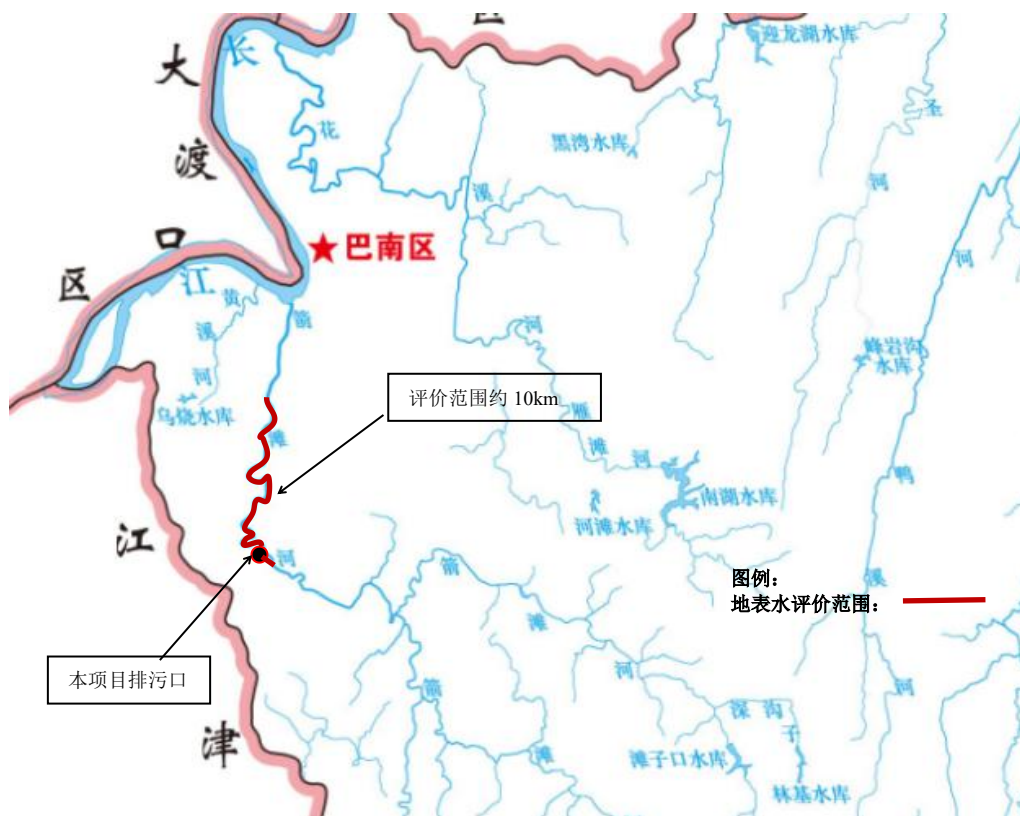 区
迎龙湖水库
长
大
圣
花
黑湾水库
渡
河
溪
口
★巴南区
河
区
江
黄
箭
溪
河
峰岩沟
水库
河
乌烧水库
评价范围约 10km
雁
滩
滩
河
鸭
南湖水库
河滩水库
江
河
箭
图例：
溪
地表水评价范围：
滩
本项目排污口
河
箭
河
深沟
子
津
滩
滩子口水库
林基水库